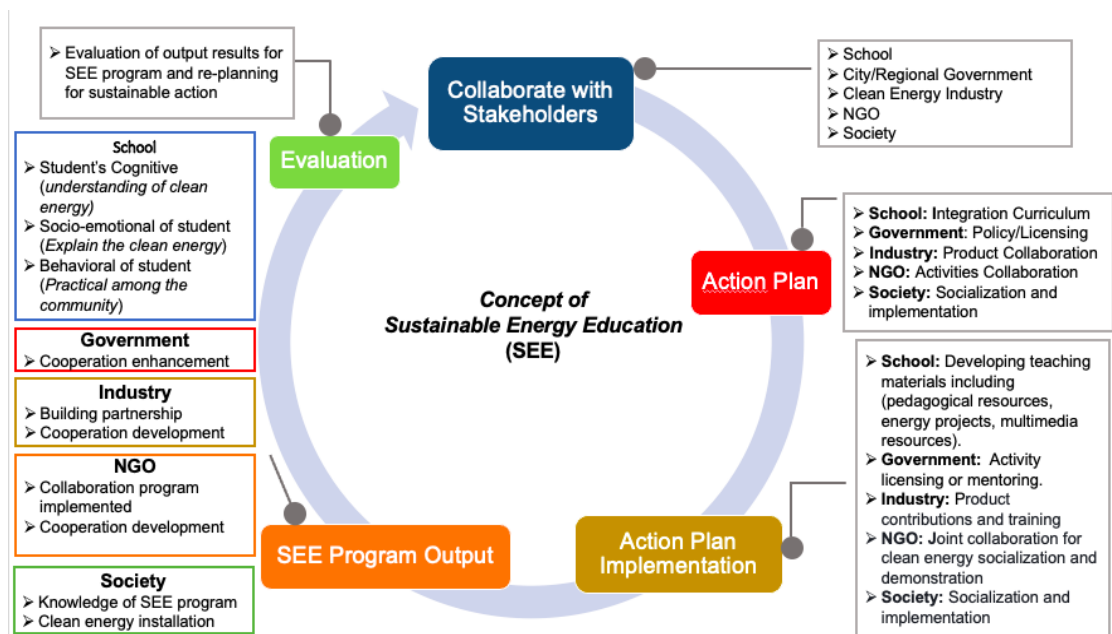 ➢ Evaluation of output results for
SEE program and re-planning
for sustainable action
Collaborate with
Stakeholders
➢ School
➢ City/Regional Government
➢ Clean Energy Industry
➢ NGO
➢ Society
Evaluation
School
➢ Student's Cognitive
(understanding of clean
energy)
➢ Socio-emotional of student
(Explain the clean energy)
➢ Behavioral of student
(Practical among the
community)
➢ School: Integration Curriculum
➢ Government: Policy/Licensing
➢ Industry: Product Collaboration
➢ NGO: Activities Collaboration
➢ Society: Socialization and
implementation
Action Plan
Concept of
Sustainable Energy Education
(SEE)
Government
➢ Cooperation enhancement
Industry
➢ Building partnership
➢ Cooperation development
NGO
➢ Collaboration program
implemented
➢ Cooperation development
Society
➢ Knowledge of SEE program
➢ Clean energy installation
SEE Program Output
Action Plan
Implementation
➢ School: Developing teaching
materials including
(pedagogical resources,
energy projects, multimedia
resources).
➢ Government: Activity
licensing or mentoring.
➢ Industry: Product
contributions and training
➢ NGO: Joint collaboration for
clean energy socialization and
demonstration
➢ Society: Socialization and
implementation